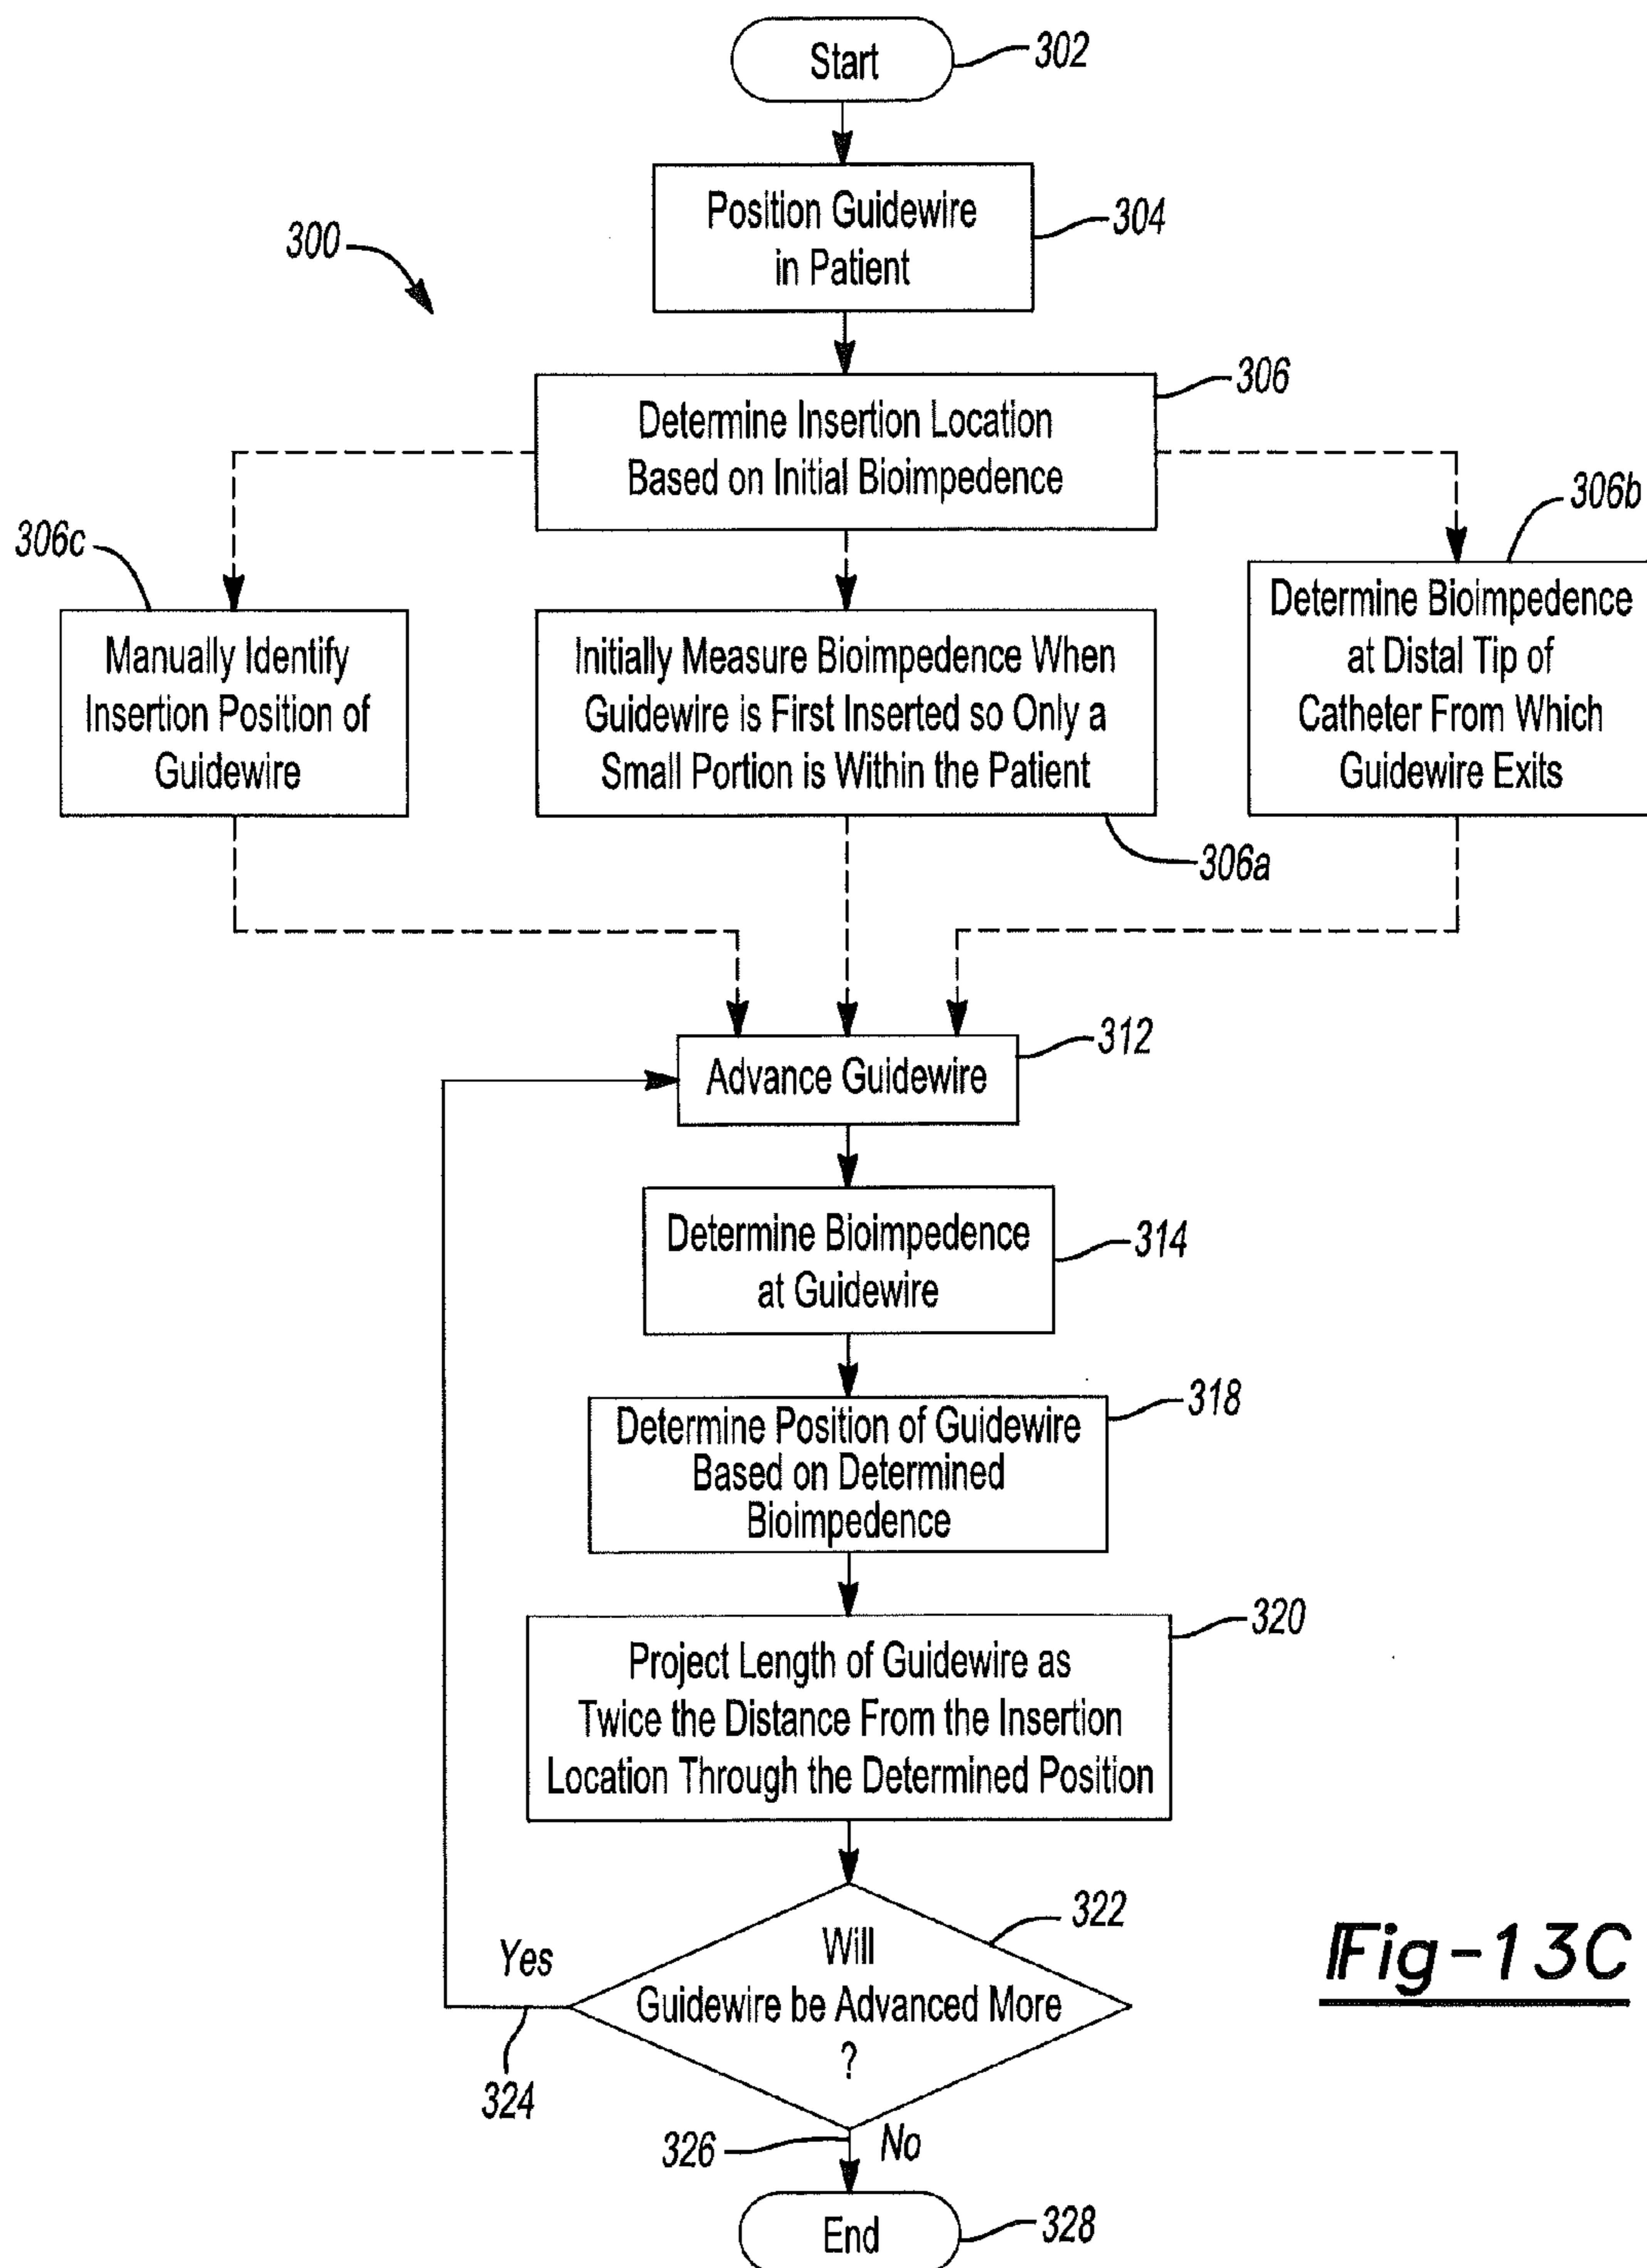 Start
302
Position Guidewire
in Patient
304
300
306
Determine Insertion Location
Based on Initial Bioimpedence
306b
306c
Manually Identify
Insertion Position of
Guidewire
Initially Measure Bioimpedence When
Guidewire is First Inserted so Only a
Small Portion is Within the Patient
306a
Determine Bioimpedence
at Distal Tip of
Catheter From Which
Guidewire Exits
312
Advance Guidewire
Determine Bioimpedence
at Guidewire
314
318
Determine Position of Guidewire
Based on Determined
Bioimpedence
320
Project Length of Guidewire as
Twice the Distance From the Insertion
Location Through the Determined Position
322
Will
Guidewire be Advanced More
?
Yes
324
326
No
End
328
Fig-13C